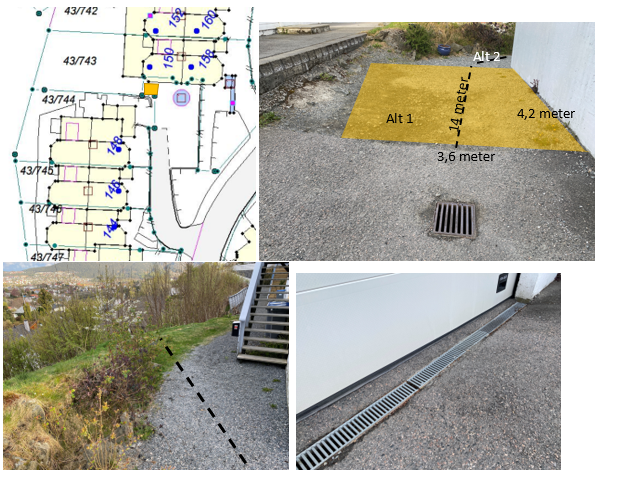 43/742
152
160
43/743
150
158
43/744
148
43/745
146
43/746
144
43/747
Alt 2
14 meter
4,2 meter
Alt 1
3,6 meter